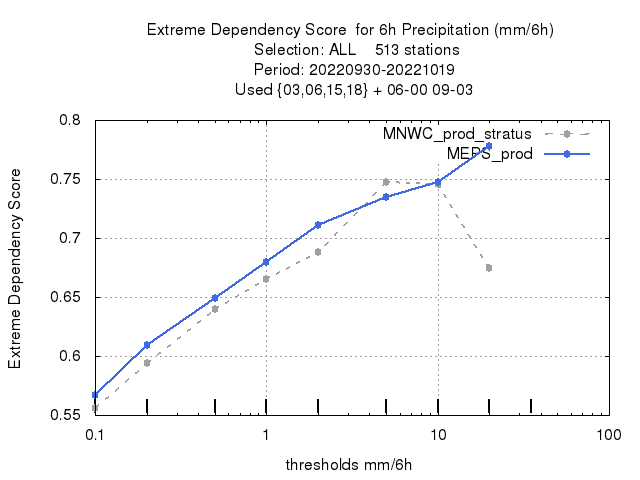 Extreme Dependency Score  for 6h Precipitation (mm/6h)
Selection: ALL    513 stations
Period: 20220930-20221019
Used {03,06,15,18} + 06-00 09-03
0.8
MNWC_prod_stratus
MEPS_prod
0.75
0.7
0.65
0.6
0.55
Extreme Dependency Score
0.1
1
10
100
thresholds mm/6h